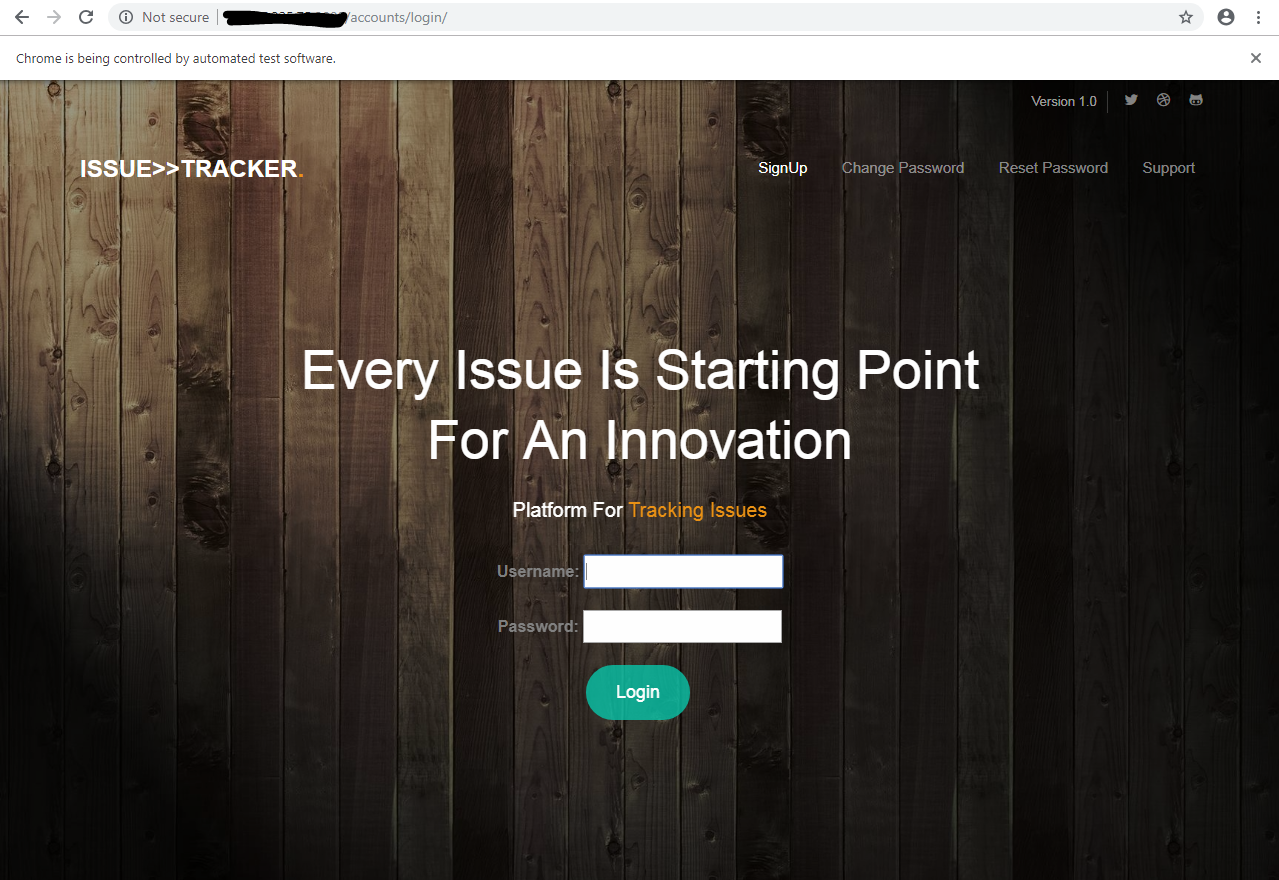 Not secure /accounts/login/
Chrome is being controlled by automated test software.
Version 1.0
ISSUE>>TRACKER.
SignUp Change Password Reset Password Support
Every Issue Is Starting Point
For An Innovation
Platform For Tracking Issues
Username:
Password:
Login